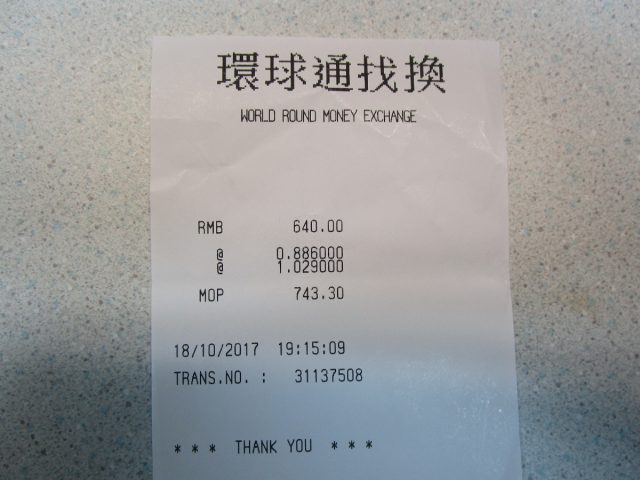 環球通找換
WORLD ROUND MONEY EXCHANGE
RMB 640.00
@ 0.886000
@ 1.029000
MOP 743.30
18/10/2017 19:15:09
TRANS.NO. : 31137508
* * * THANK YOU * * *